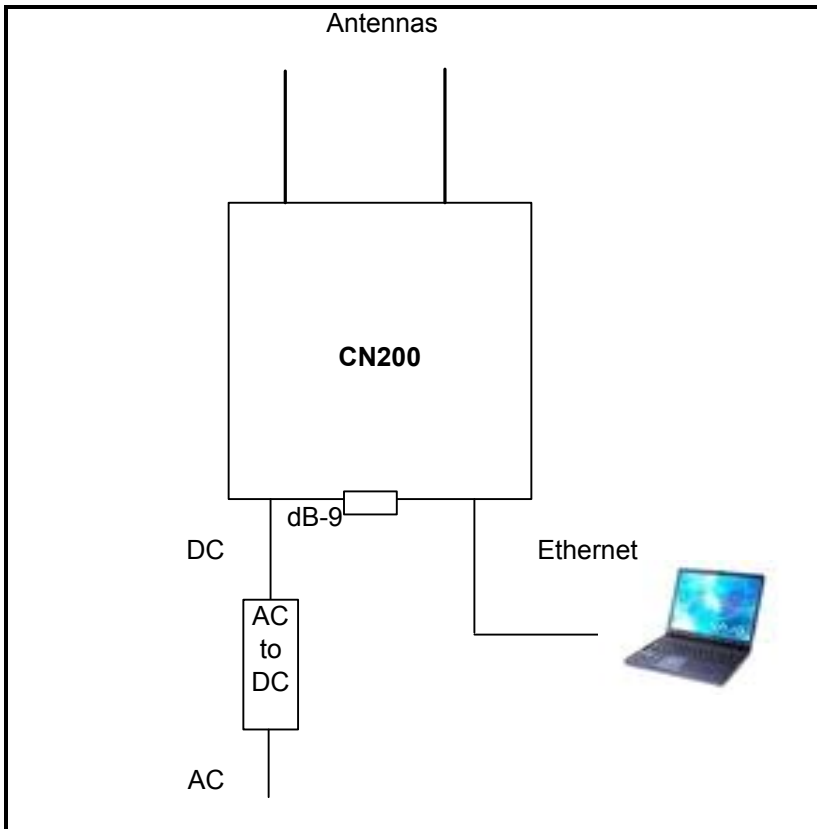 Antennas
CN200
dB-9
DC
Ethernet
AC
to
DC
AC